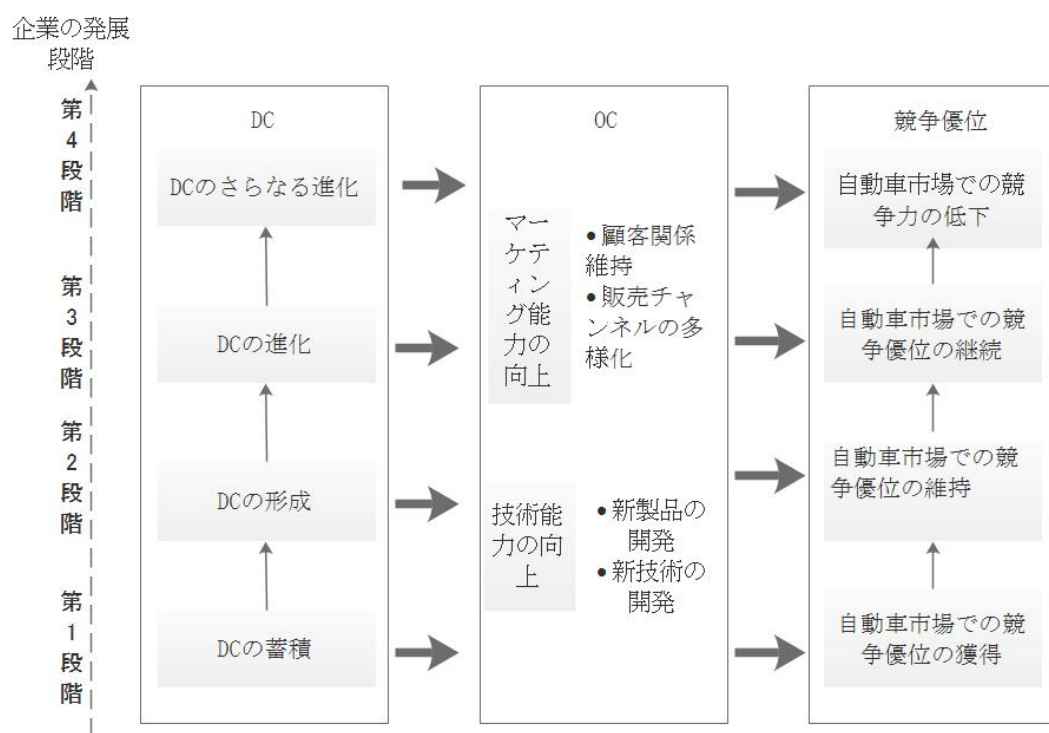 企業の発展
段階
第
4
段
階
第
3
段
階
第
2
段
階
第
1
段
階
DC
DCのさらなる進化
DCの進化
DCの形成
DCの蓄積
OC
マー
ケテ
ィン
グ能
力の
向上
●顧客関係
維持
●販売チャ
ンネルの多
様化
技術能
力の向
上
●新製品の
開発
●新技術の
開発
競争優位
自動車市場での競
争力の低下
自動車市場での競
争優位の継続
自動車市場での競
争優位の維持
自動車市場での競
争優位の獲得